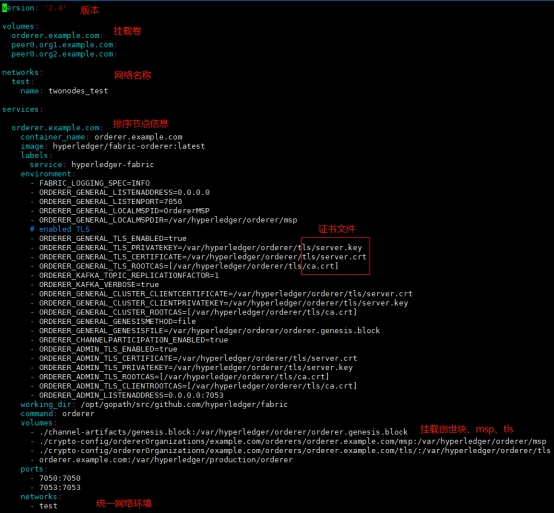 version: '2.4' 版本
volumes: 挂载卷
orderer.example.com:
peer0.org1.example.com:
peer0.org2.example.com:
networks: 网络名称
test:
name: twonodes_test
services:
orderer.example.com: 排序节点信息
container_name: orderer.example.com
image: hyperledger/fabric-orderer:latest
labels:
service: hyperledger-fabric
environment:
- FABRIC_LOGGING_SPEC=INFO
- ORDERER_GENERAL_LISTENADDRESS=0.0.0.0
- ORDERER_GENERAL_LISTENPORT=7050
- ORDERER_GENERAL_LOCALMSPID=OrdererMSP
- ORDERER_GENERAL_LOCALMSPDIR=/var/hyperledger/orderer/msp
# enabled TLS 证书文件
- ORDERER_GENERAL_TLS_ENABLED=true
- ORDERER_GENERAL_TLS_PRIVATEKEY=/var/hyperledger/orderer/tls/server.key
- ORDERER_GENERAL_TLS_CERTIFICATE=/var/hyperledger/orderer/tls/server.crt
- ORDERER_GENERAL_TLS_ROOTCAS=[/var/hyperledger/orderer/tls/ca.crt]
- ORDERER_KAFKA_TOPIC_REPLICATIONFACTOR=1
- ORDERER_KAFKA_VERBOSE=true
- ORDERER_GENERAL_CLUSTER_CLIENTCERTIFICATE=/var/hyperledger/orderer/tls/server.crt
- ORDERER_GENERAL_CLUSTER_CLIENTPRIVATEKEY=/var/hyperledger/orderer/tls/server.key
- ORDERER_GENERAL_CLUSTER_ROOTCAS=[/var/hyperledger/orderer/tls/ca.crt]
- ORDERER_GENERAL_GENESISMETHOD=file
- ORDERER_GENERAL_GENESISFILE=/var/hyperledger/orderer/orderer.genesis.block
- ORDERER_CHANNELPARTICIPATION_ENABLED=true
- ORDERER_ADMIN_TLS_ENABLED=true
- ORDERER_ADMIN_TLS_CERTIFICATE=/var/hyperledger/orderer/tls/server.crt
- ORDERER_ADMIN_TLS_PRIVATEKEY=/var/hyperledger/orderer/tls/server.key
- ORDERER_ADMIN_TLS_ROOTCAS=[/var/hyperledger/orderer/tls/ca.crt]
- ORDERER_ADMIN_TLS_CLIENTROOTCAS=[/var/hyperledger/orderer/tls/ca.crt]
- ORDERER_ADMIN_LISTENADDRESS=0.0.0.0:7053
working_dir: /opt/gopath/src/github.com/hyperledger/fabric
command: orderer
volumes:
- ./channel-artifacts/genesis.block:/var/hyperledger/orderer/orderer.genesis.block 挂载创世块、msp、tls
- ./crypto-config/ordererOrganizations/example.com/orderers/orderer.example.com/msp:/var/hyperledger/orderer/msp
- ./crypto-config/ordererOrganizations/example.com/orderers/orderer.example.com/tls/:/var/hyperledger/orderer/tls
- orderer.example.com:/var/hyperledger/production/orderer
ports:
- 7050:7050
- 7053:7053
networks: 统一网络环境
- test